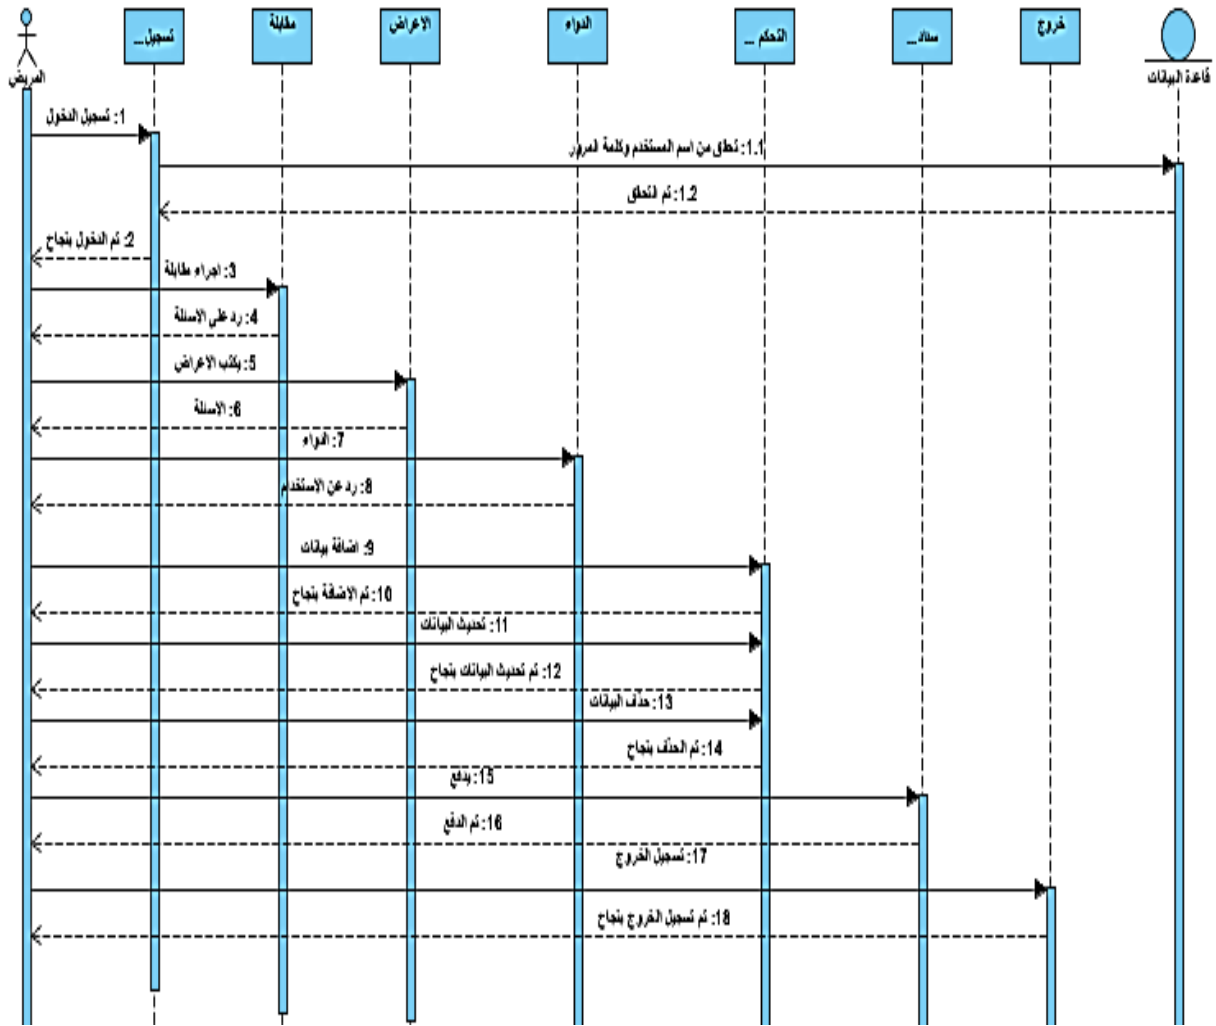 المريض
تسجيل...
مقابلة
الاعراض
الدواء
التحكم ...
سداد...
خروج
قاعدة البيانات
1: تسجيل الدخول
1.1: تحقق من اسم المستخدم وكلمة المرور
1.2: تم التحقق
2: تم الدخول بنجاح
3: اجراء مقابلة
4: رد علي الاسئلة
5: يكتب الاعراض
6: الاسئلة
7: الدواء
8: رد عن الاستخدام
9: اضافة بيانات
10: تم الاضافة بنجاح
11: تحديث البيانات
12: تم تحديث البيانات بنجاح
13: حذف البيانات
14: تم الحذف بنجاح
15: يدفع
16: تم الدفع
17: تسجيل الخروج
18: تم تسجيل الخروج بنجاح